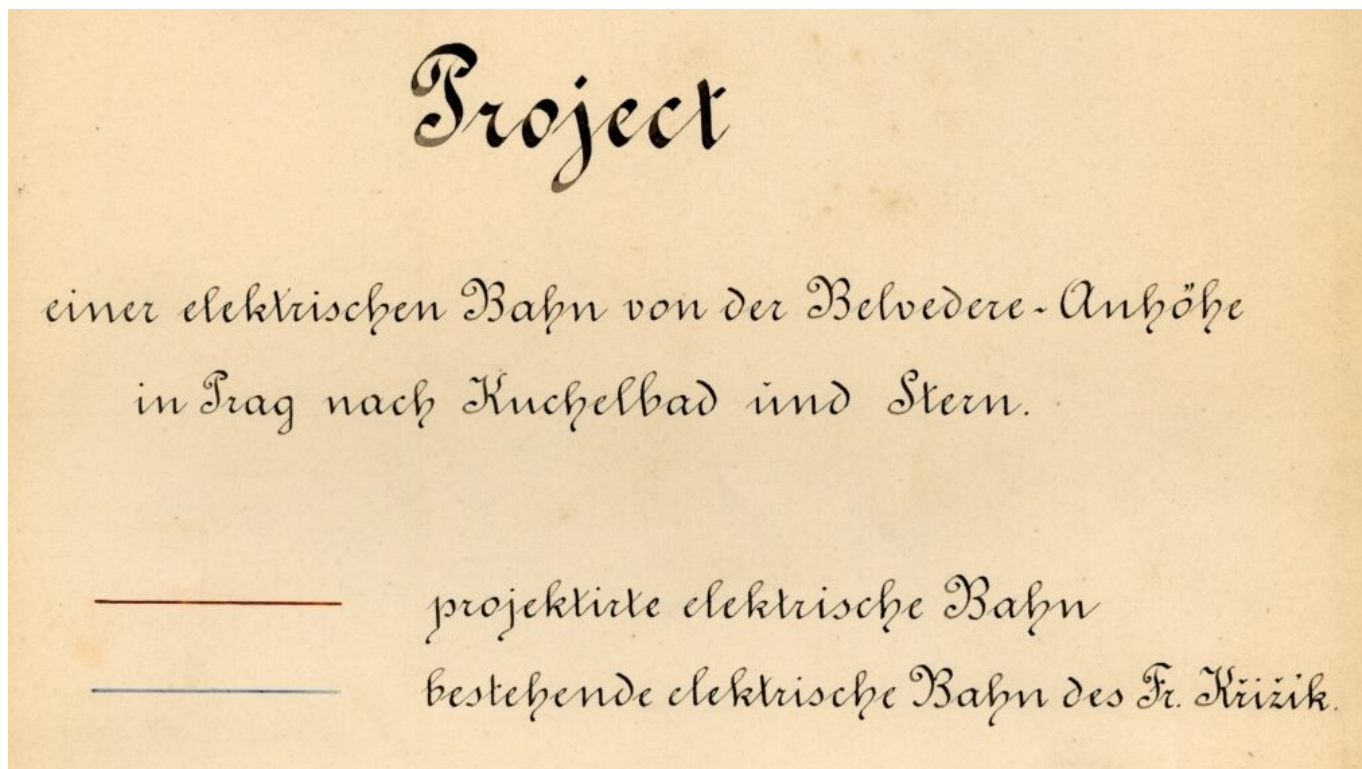 Project
einer elektrischen Bahn von der Belvedere-Anhöhe
in Prag nach Kuchelbad und Stern.
projektirte elektrische Bahn
bestehende elektrische Bahn des Fr. Křižik.